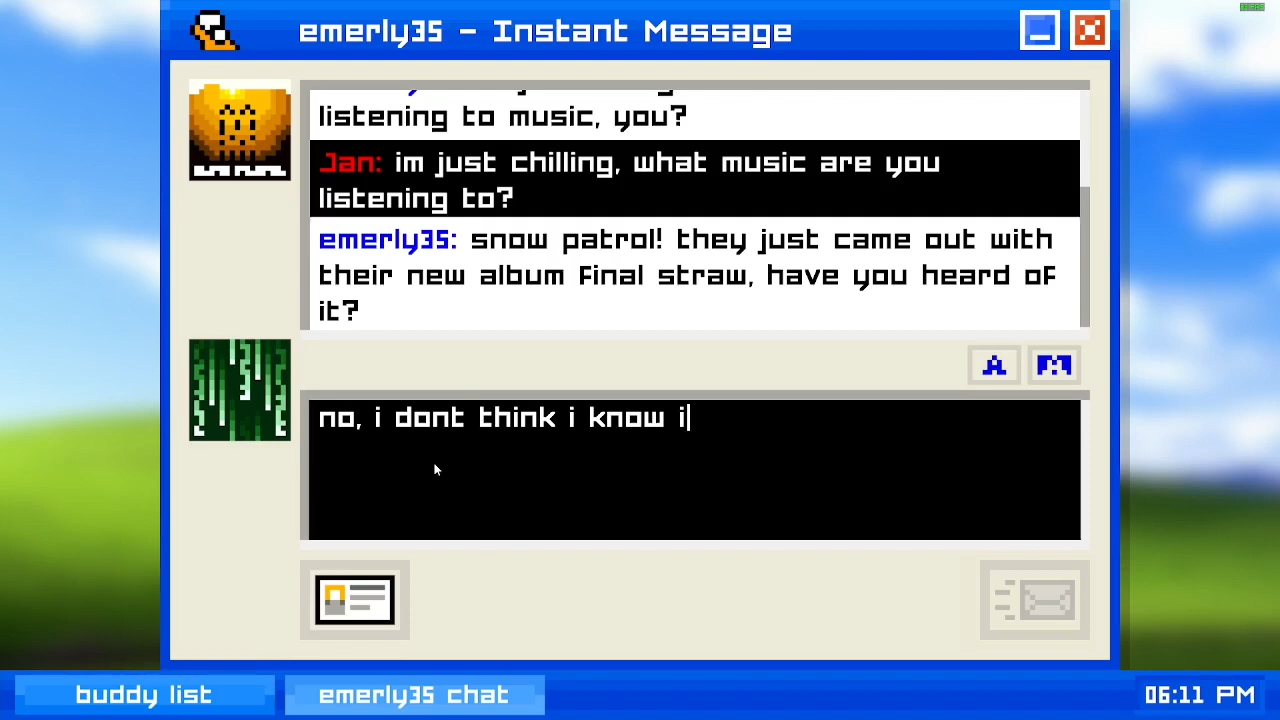 emerly35 - Instant Message
listening to music, you?
Jan: im just chilling, what music are you
listening to?
emerly35: snow patrol! they just came out with
their new album final straw, have you heard of
it?
A
no, i dont think i know i
buddy list
emerly35 chat
06:11 PM